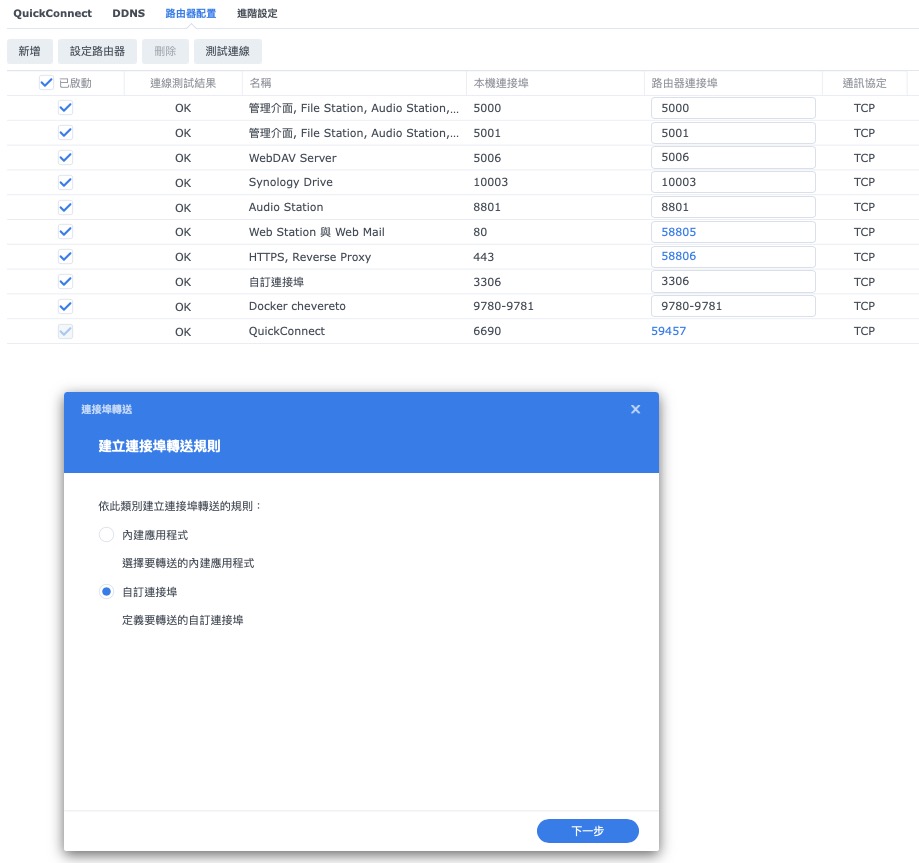 QuickConnect DDNS 路由器配置 進階設定
新增 設定路由器 刪除 測試連線
已啟動 連線測試結果 名稱 本機連接埠 路由器連接埠 通訊協定
OK 管理介面, File Station, Audio Station,... 5000 5000 TCP
OK 管理介面, File Station, Audio Station,... 5001 5001 TCP
OK WebDAV Server 5006 5006 TCP
OK Synology Drive 10003 10003 TCP
OK Audio Station 8801 8801 TCP
OK Web Station 與 Web Mail 80 58805 TCP
OK HTTPS, Reverse Proxy 443 58806 TCP
OK 自訂連接埠 3306 3306 TCP
OK Docker chevereto 9780-9781 9780-9781 TCP
OK QuickConnect 6690 59457 TCP
連接埠轉送
建立連接埠轉送規則
依此類別建立連接埠轉送的規則：
內建應用程式
選擇要轉送的內建應用程式
自訂連接埠
定義要轉送的自訂連接埠
下一步